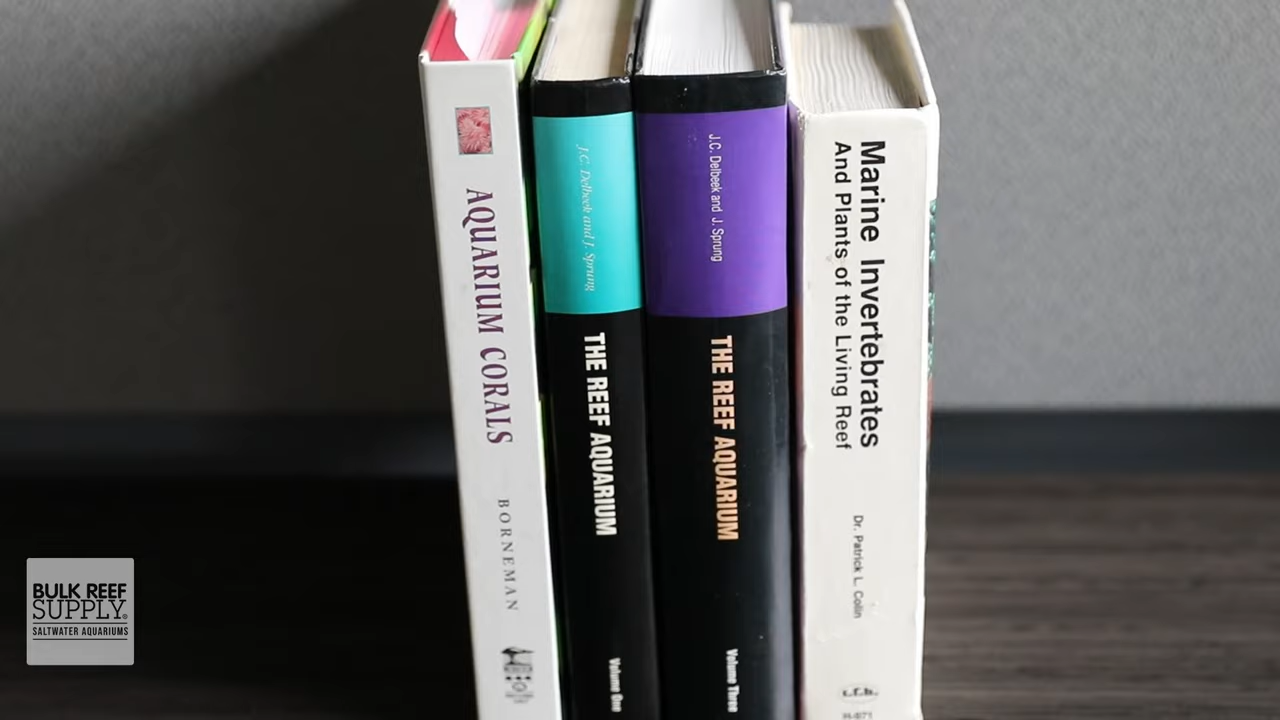 AQUARIUM CORALS
BORNEMAN
J.C. Delbeek and J. Sprung
THE REEF AQUARIUM
Volume One
J.C. Delbeek and J. Sprung
THE REEF AQUARIUM
Volume Three
Marine Invertebrates
And Plants of the Living Reef
Dr. Patrick L. Colin
BULK REEF
SUPPLY®
SALTWATER AQUARIUMS